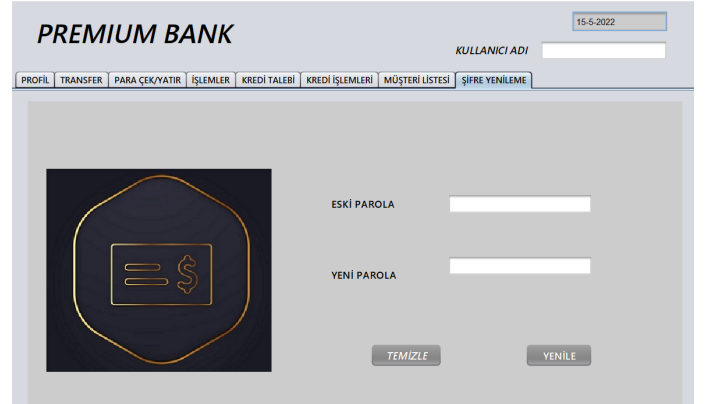 PREMIUM BANK
15-5-2022
KULLANICI ADI
PROFİL TRANSFER PARA ÇEK/YATIR İŞLEMLER KREDİ TALEBİ KREDİ İŞLEMLERİ MÜŞTERİ LİSTESİ ŞİFRE YENİLEME
$
ESKİ PAROLA
YENİ PAROLA
TEMİZLE YENİLE